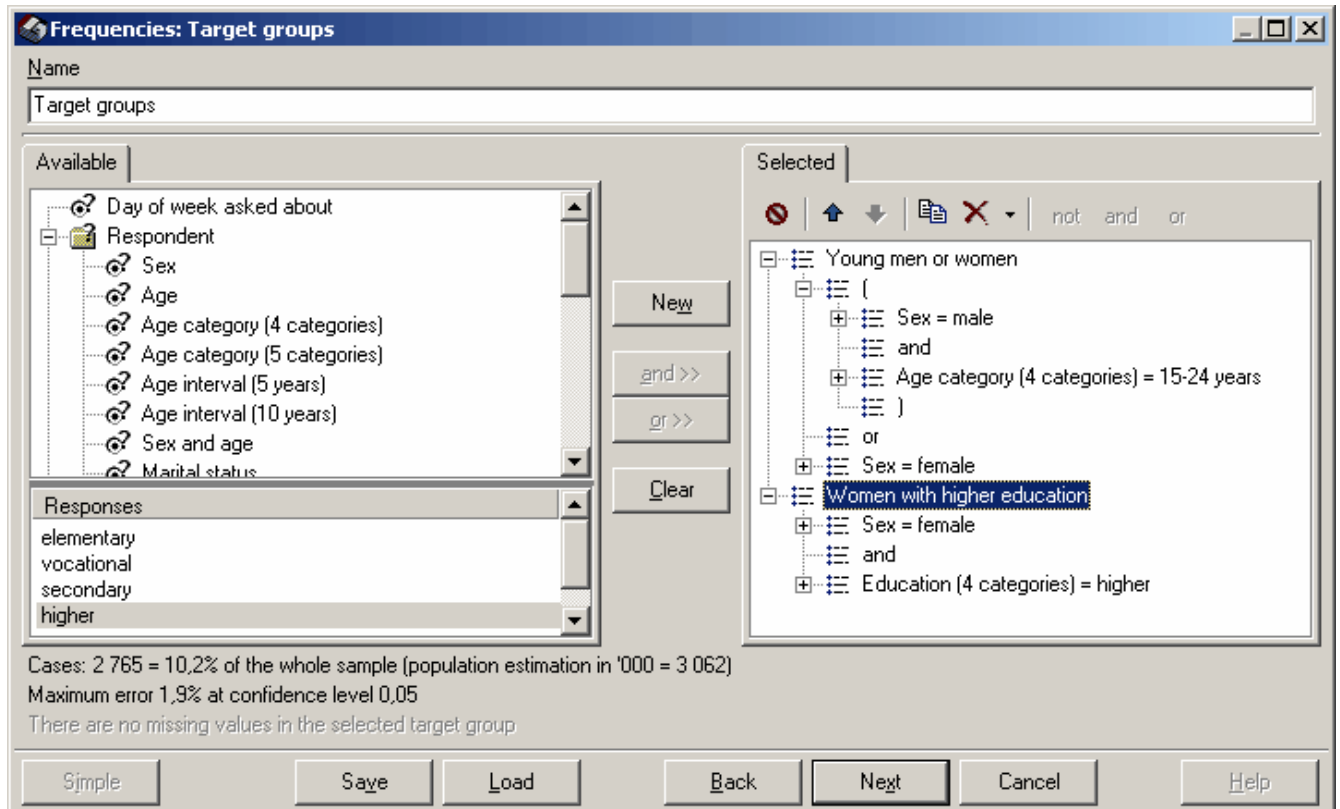 Frequencies: Target groups
Name
Target groups
Available
Day of week asked about
Respondent
Sex
Age
Age category (4 categories)
Age category (5 categories)
Age interval (5 years)
Age interval (10 years)
Sex and age
Marital status
Responses
elementary
vocational
secondary
higher
New
and >>
or >>
Clear
Selected
not and or
Young men or women
(
Sex = male
and
Age category (4 categories) = 15-24 years
)
or
Sex = female
Women with higher education
Sex = female
and
Education (4 categories) = higher
Cases: 2 765 = 10,2% of the whole sample (population estimation in '000 = 3 062)
Maximum error 1,9% at confidence level 0,05
There are no missing values in the selected target group
Simple Save Load Back Next Cancel Help